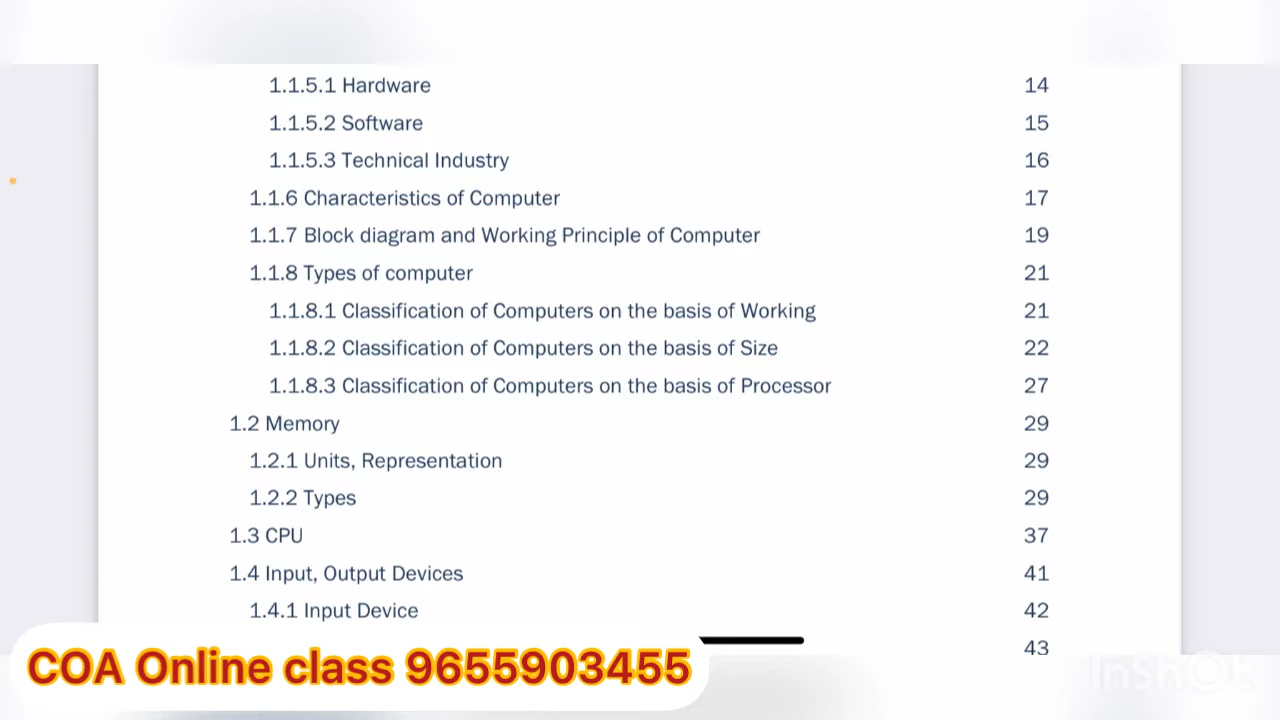 1.1.5.1 Hardware 14
1.1.5.2 Software 15
1.1.5.3 Technical Industry 16
1.1.6 Characteristics of Computer 17
1.1.7 Block diagram and Working Principle of Computer 19
1.1.8 Types of computer 21
1.1.8.1 Classification of Computers on the basis of Working 21
1.1.8.2 Classification of Computers on the basis of Size 22
1.1.8.3 Classification of Computers on the basis of Processor 27
1.2 Memory 29
1.2.1 Units, Representation 29
1.2.2 Types 29
1.3 CPU 37
1.4 Input, Output Devices 41
1.4.1 Input Device 42
43
COA Online class 9655903455
InShOt